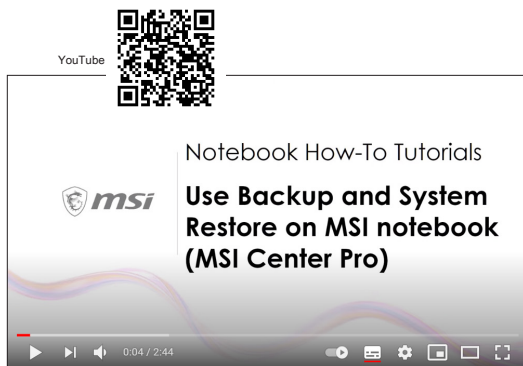 YouTube
Notebook How-To Tutorials
msi
Use Backup and System
Restore on MSI notebook
(MSI Center Pro)
0:04 / 2:44